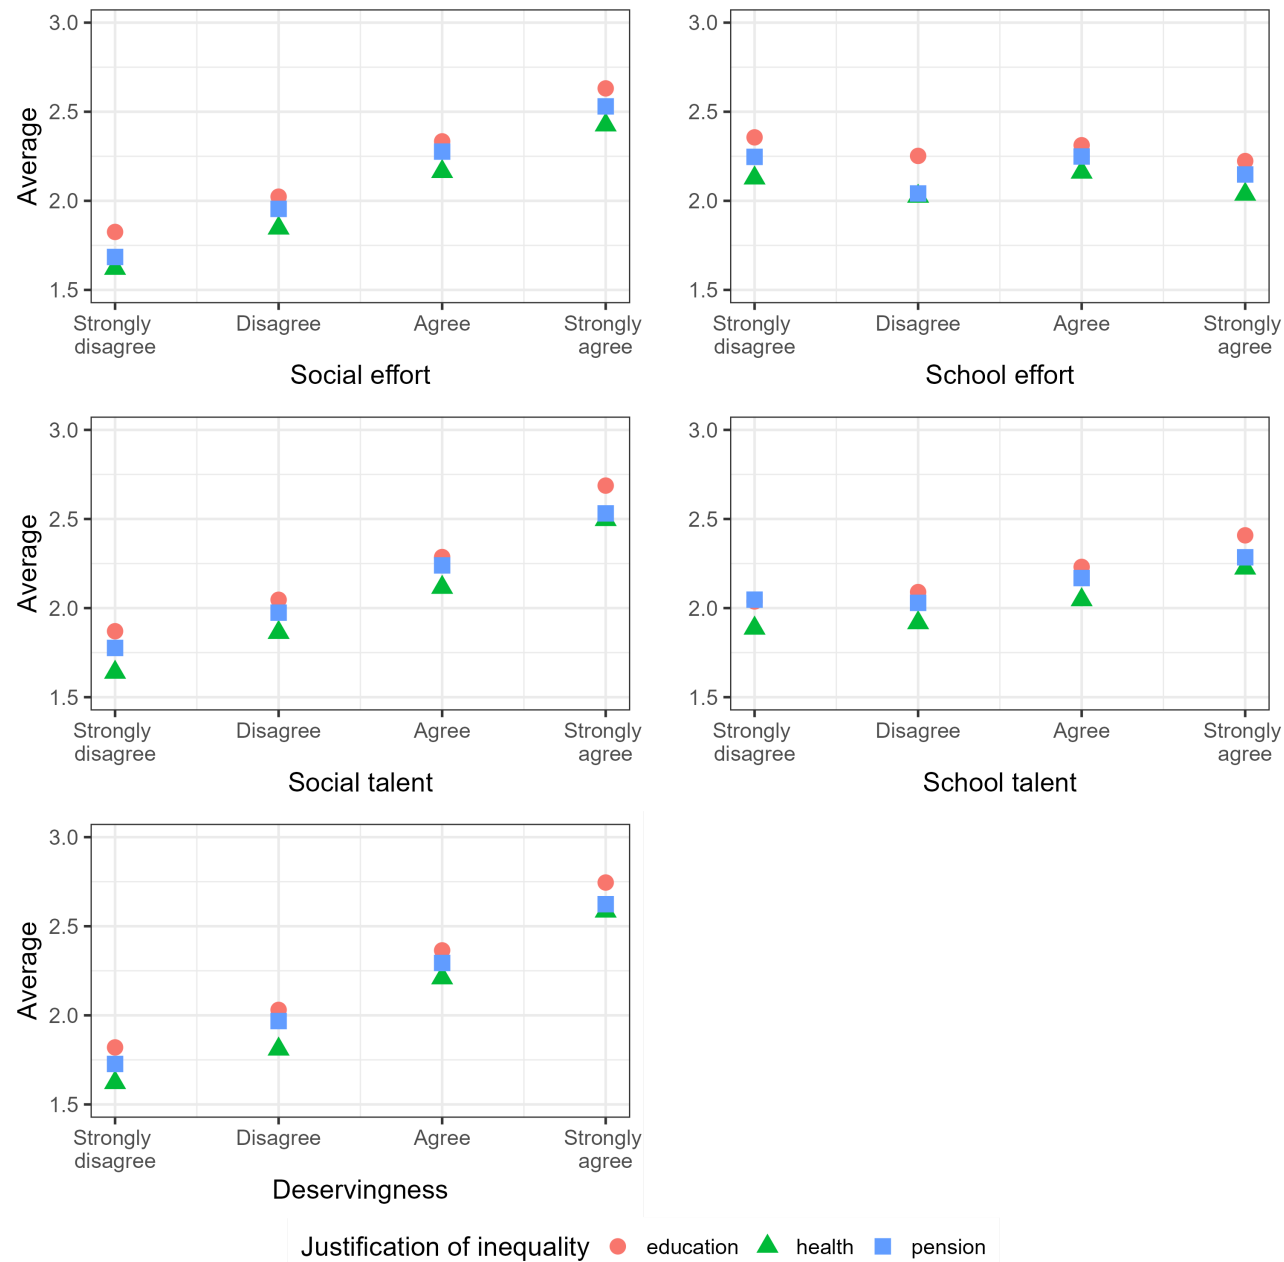 3.0
2.5
2.0
1.5
Average
Strongly disagree
Disagree
Agree
Strongly agree
Social effort
3.0
2.5
2.0
1.5
Strongly disagree
Disagree
Agree
Strongly agree
School effort
3.0
2.5
2.0
1.5
Average
Strongly disagree
Disagree
Agree
Strongly agree
Social talent
3.0
2.5
2.0
1.5
Strongly disagree
Disagree
Agree
Strongly agree
School talent
3.0
2.5
2.0
1.5
Average
Strongly disagree
Disagree
Agree
Strongly agree
Deservingness
Justification of inequality education health pension